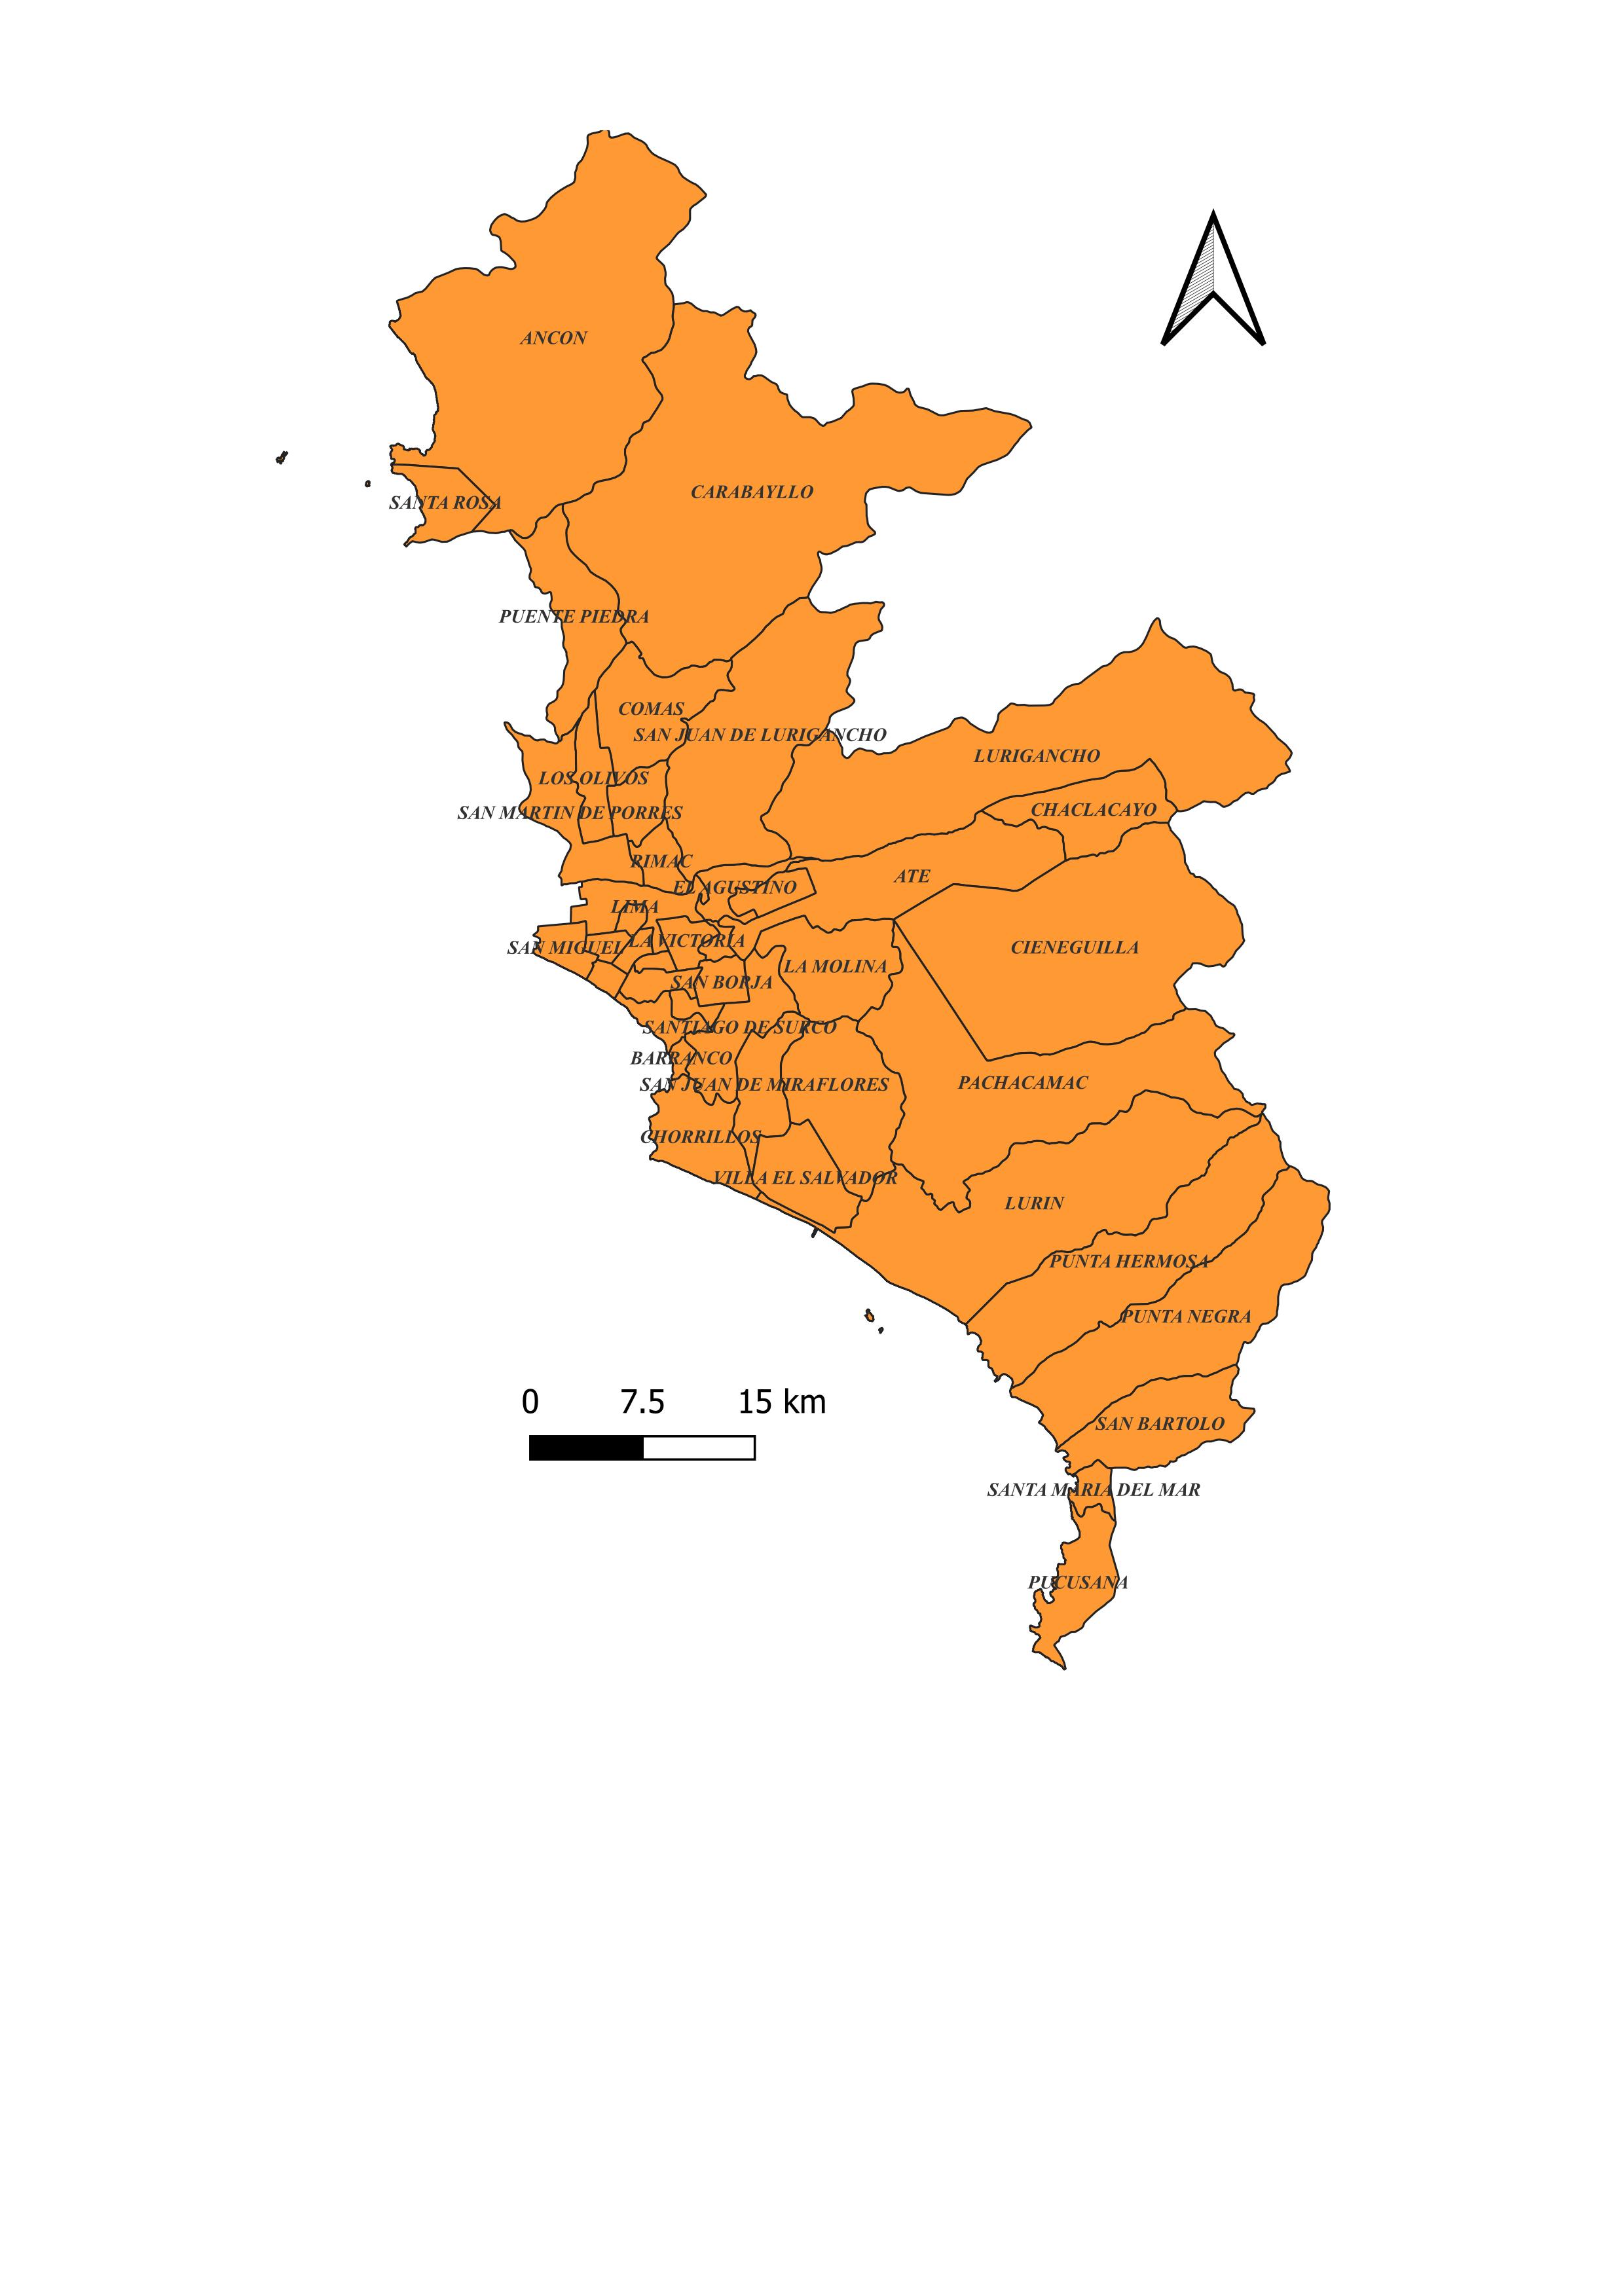 ANCON
CARABAYLLO
SANTA ROSA
PUENTE PIEDRA
COMAS
SAN JUAN DE LURIGANCHO
LURIGANCHO
LOS OLIVOS
CHACLACAYO
SAN MARTIN DE PORRES
RIMAC
ATE
EL AGUSTINO
LIMA
LA VICTORIA
SAN MIGUEL
CIENEGUILLA
LA MOLINA
SAN BORJA
SANTIAGO DE SURCO
BARRANCO
SAN JUAN DE MIRAFLORES
PACHACAMAC
CHORRILLOS
VILLA EL SALVADOR
LURIN
PUNTA HERMOSA
PUNTA NEGRA
0 7.5 15 km
SAN BARTOLO
SANTA MARIA DEL MAR
PUCUSANA